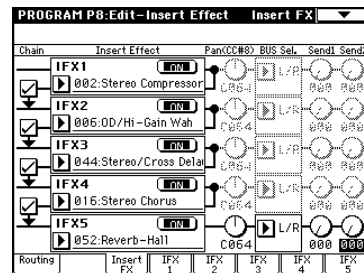 PROGRAM P8:Edit-Insert Effect Insert FX
Chain Insert Effect Pan(CC#8) BUS Sel. Send1 Send2
IFX1 ON
002:Stereo Compressor C064 L/R 000 000
IFX2 ON
006:OD/Hi-Gain Wah C064 L/R 000 000
IFX3 ON
044:Stereo/Cross Delay C064 L/R 000 000
IFX4 ON
016:Stereo Chorus C064 L/R 000 000
IFX5 ON
052:Reverb-Hall C064 L/R 000 000
Routing Insert FX IFX 1 IFX 2 IFX 3 IFX 4 IFX 5